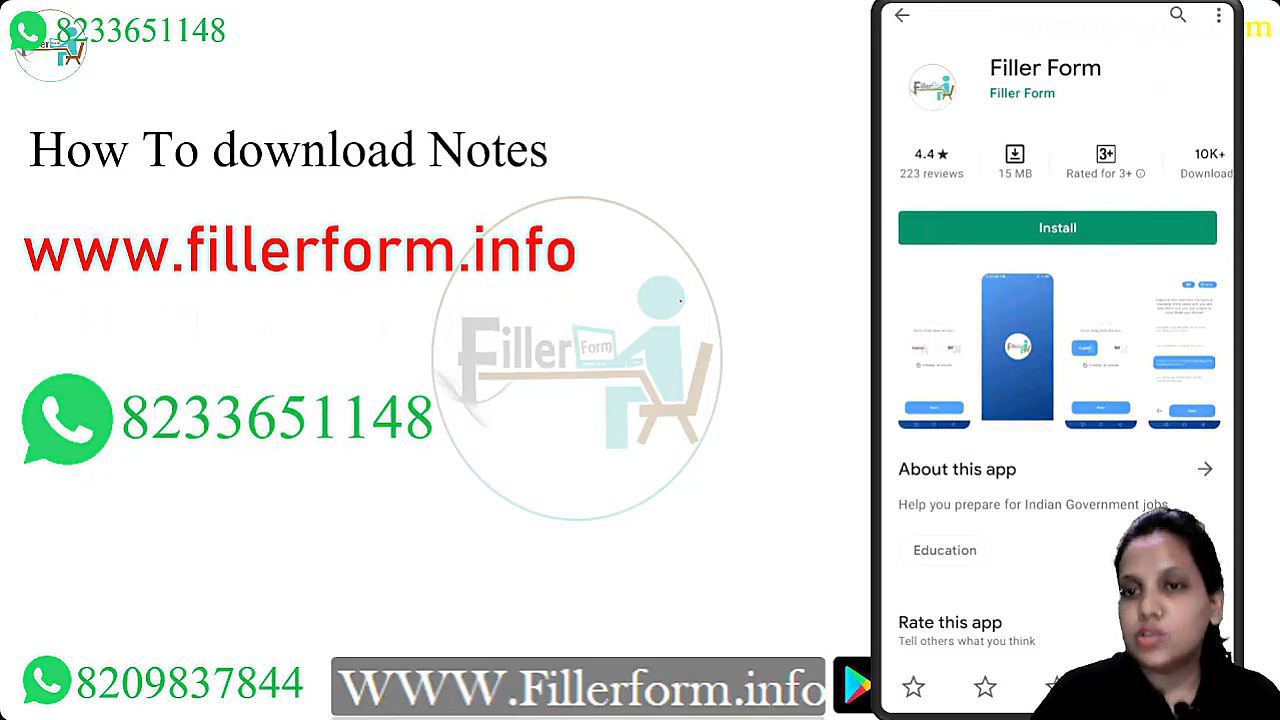 8233651148
How To download Notes
www.fillerform.info
Filler
Form
8233651148
8209837844
WWW.Fillerform.info
m
Filler Form
Filler Form
4.4★
223 reviews
15 MB
3+
Rated for 3+
10K+
Download
Install
About this app
Help you prepare for Indian Government jobs
Education
Rate this app
Tell others what you think